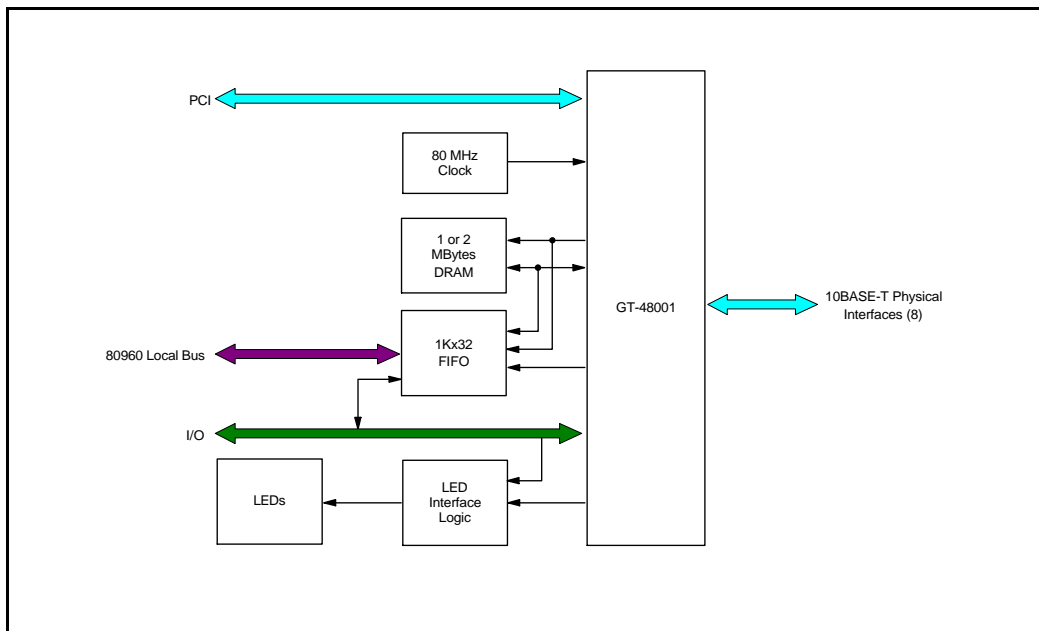 PCI
80 MHz
Clock
1 or 2
MBytes
DRAM
GT-48001
10BASE-T Physical
Interfaces (8)
80960 Local Bus
1Kx32
FIFO
I/O
LEDs
LED
Interface
Logic